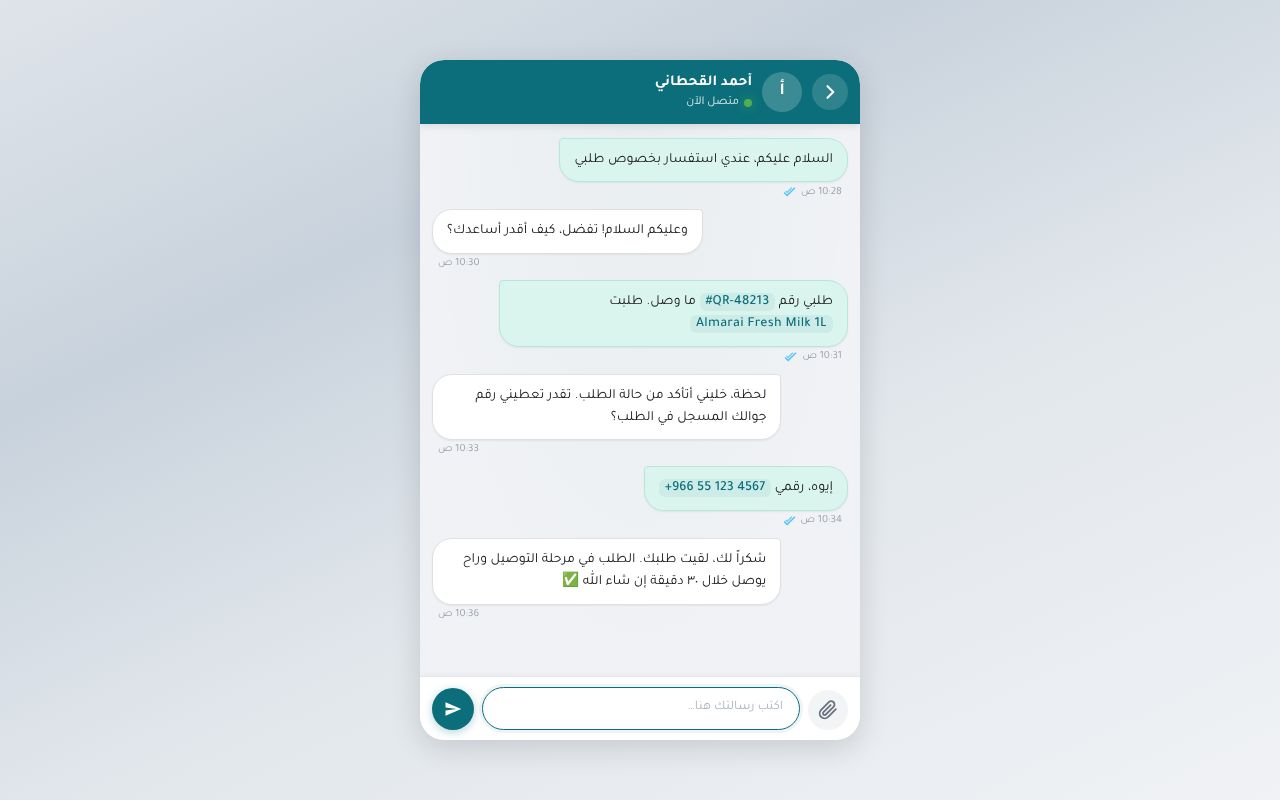 أ
أحمد القحطاني
متصل الآن
السلام عليكم، عندي استفسار بخصوص طلبي
10:28 ص
وعليكم السلام! تفضل، كيف أقدر أساعدك؟
10:30 ص
طلبي رقم #QR-48213 ما وصل. طلبت
Almarai Fresh Milk 1L
10:31 ص
لحظة، خليني أتأكد من حالة الطلب. تقدر تعطيني رقم
جوالك المسجل في الطلب؟
10:33 ص
إيوه، رقمي +966 55 123 4567
10:34 ص
شكراً لك، لقيت طلبك. الطلب في مرحلة التوصيل وراح
يوصل خلال ٣٠ دقيقة إن شاء الله ✅
10:36 ص
اكتب رسالتك هنا…